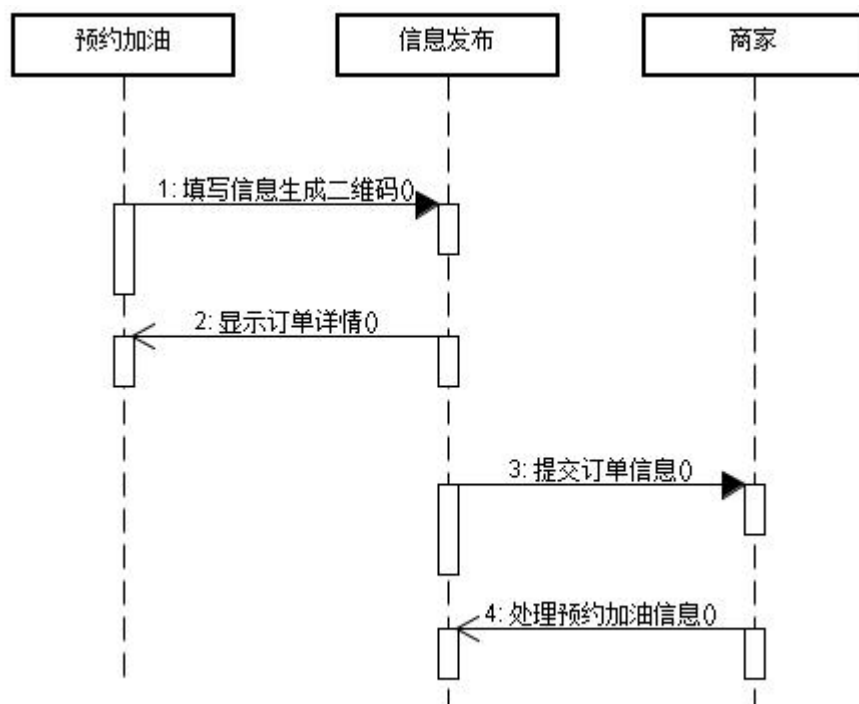 预约加油
信息发布
商家
1: 填写信息生成二维码()
2: 显示订单详情()
3: 提交订单信息()
4: 处理预约加油信息()